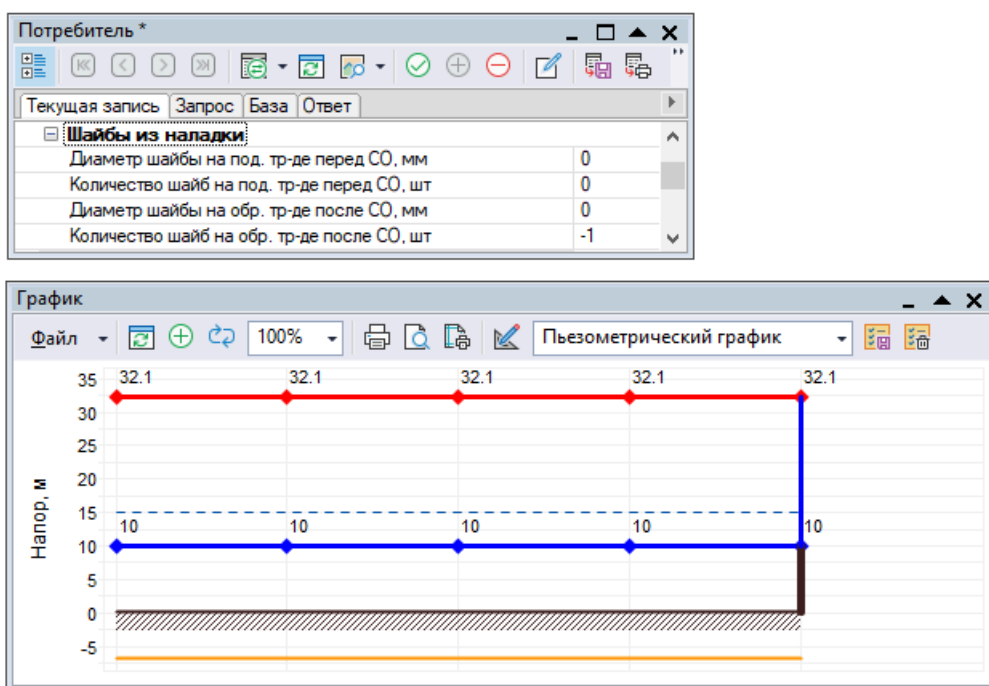 Потребитель *
Текущая запись Запрос База Ответ
Шайбы из наладки
Диаметр шайбы на под. тр-де перед СО, мм 0
Количество шайб на под. тр-де перед СО, шт 0
Диаметр шайбы на обр. тр-де после СО, мм 0
Количество шайб на обр. тр-де после СО, шт -1
График
Файл 100% Пьезометрический график
35 32.1 32.1 32.1 32.1 32.1
30
25
20
15
10 10 10 10 10
10
5
0
-5
Напор, м